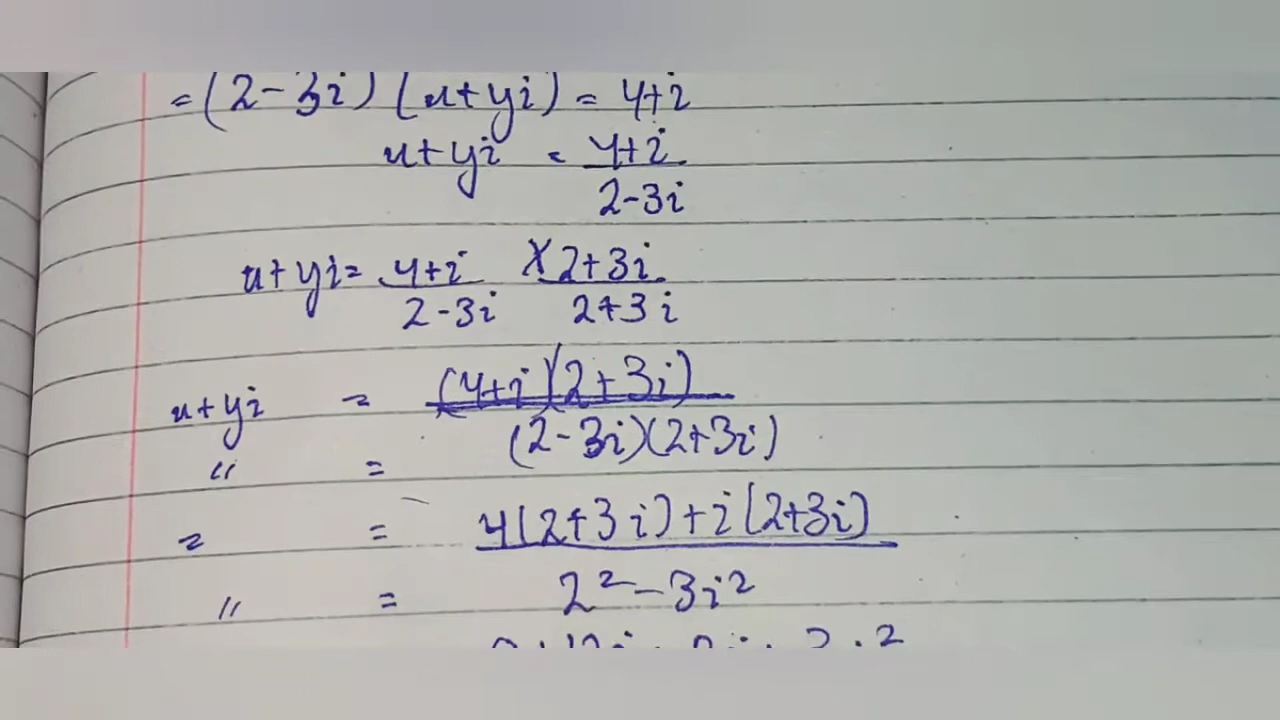 = (2-3i) (x+yi) = 4+i
x+yi = 4+i / 2-3i
x+yi = 4+i / 2-3i × 2+3i / 2+3i
x+yi = (4+i)(2+3i) / (2-3i)(2+3i)
" =
= = 4(2+3i)+i(2+3i)
" = 2²-3i²